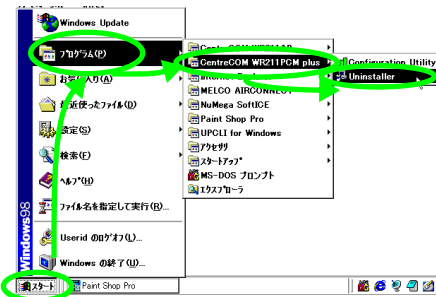 Windows Update
プログラム(P)
お気に入り(A)
最近使ったファイル(D)
設定(S)
検索(F)
ヘルプ(H)
ファイル名を指定して実行(R)...
Userid のログオフ(L)...
Windows の終了(U)...
Windows98
CentreCOM WR211PCM plus
MELCO AIRCONNECT
NuMega SoftICE
Paint Shop Pro
UPCLI for Windows
アクセサリ
スタートアップ
MS-DOS プロンプト
エクスプローラ
Configuration Utility
Uninstaller
スタート
Paint Shop Pro